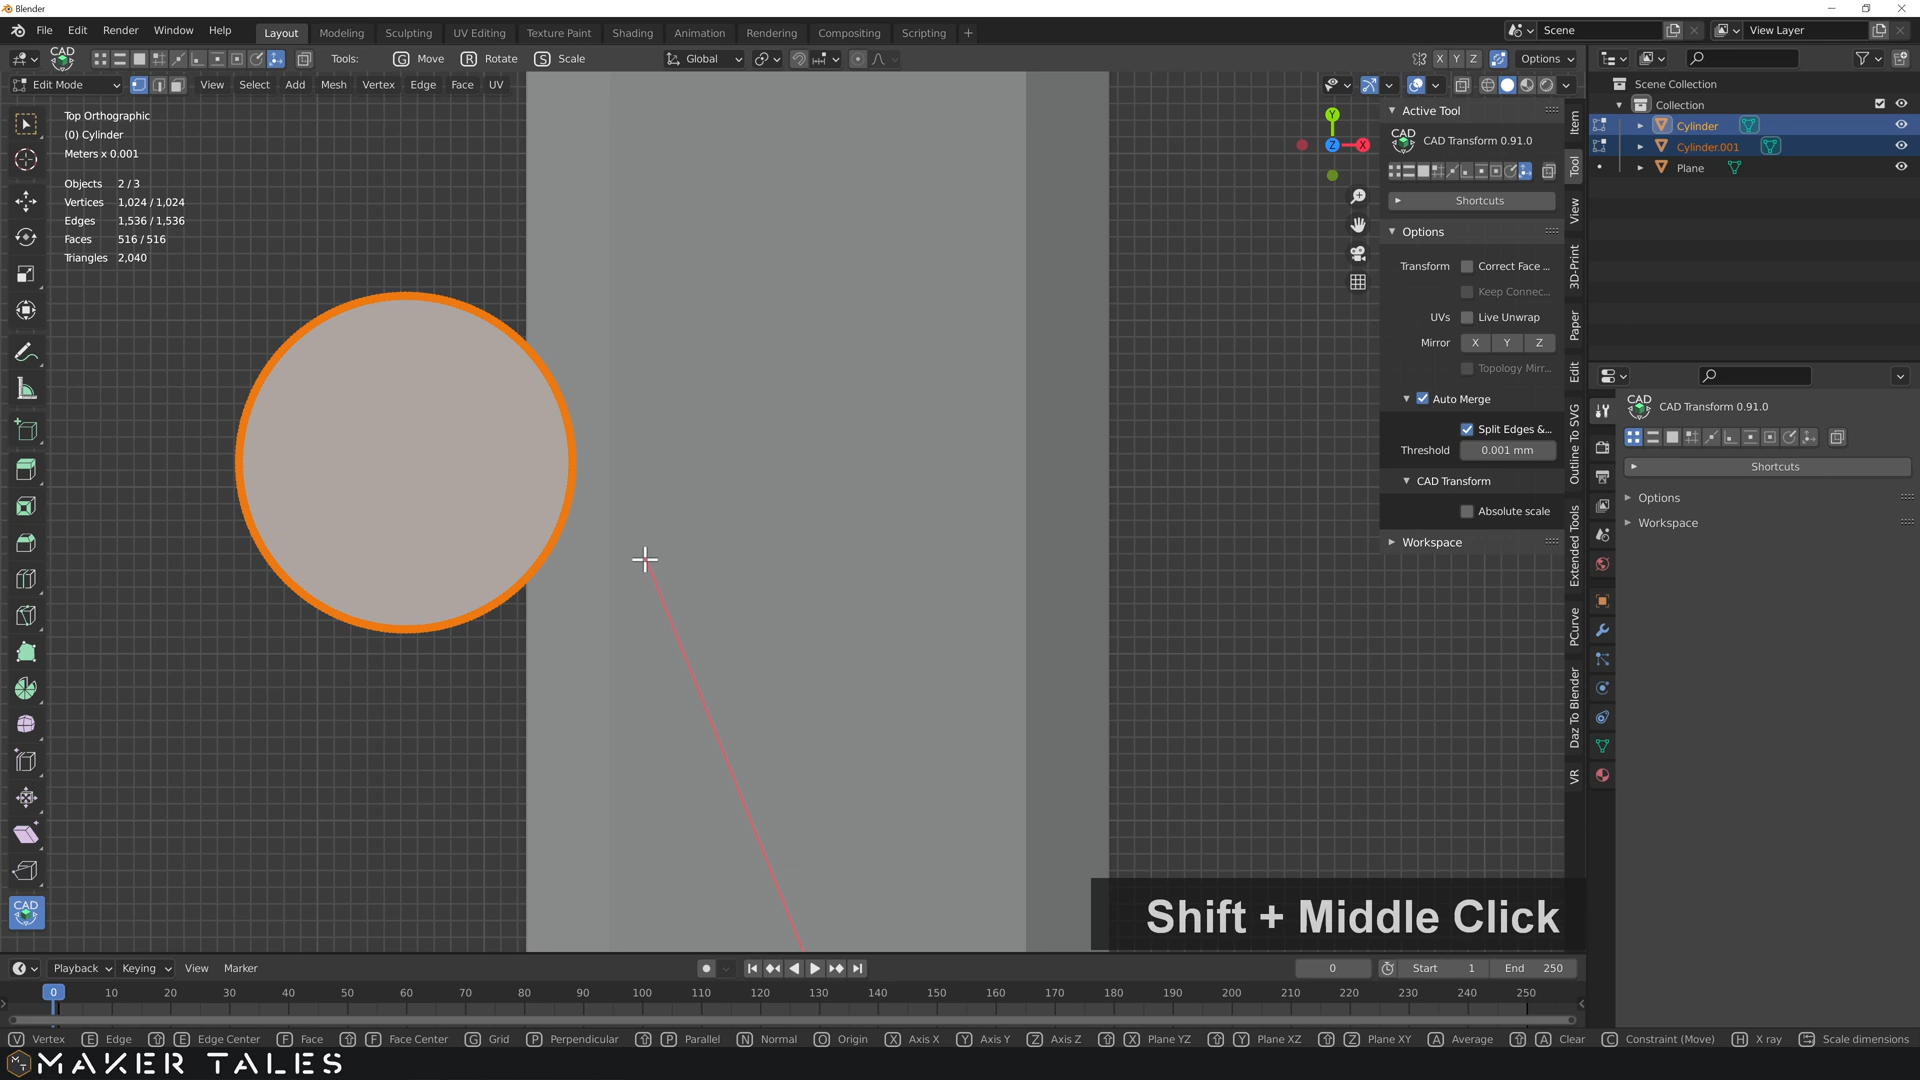 Blender
File Edit Render Window Help
Layout Modeling Sculpting UV Editing Texture Paint Shading Animation Rendering Compositing Scripting +
Scene
View Layer
CAD
Tools: G Move R Rotate S Scale
Global
X Y Z Options
Edit Mode
View Select Add Mesh Vertex Edge Face UV
Top Orthographic
(0) Cylinder
Meters x 0.001
Objects 2 / 3
Vertices 1,024 / 1,024
Edges 1,536 / 1,536
Faces 516 / 516
Triangles 2,040
Y
Z
X
Active Tool
CAD
CAD Transform 0.91.0
Shortcuts
Options
Transform Correct Face ...
Keep Connec...
UVs Live Unwrap
Mirror X Y Z
Topology Mirr...
Auto Merge
Split Edges &...
Threshold 0.001 mm
CAD Transform
Absolute scale
Workspace
Item
Tool
View
3D-Print
Paper
Edit
Outline To SVG
Extended Tools
PCurve
Daz To Blender
VR
Scene Collection
Collection
Cylinder
Cylinder.001
Plane
CAD
CAD Transform 0.91.0
Shortcuts
Options
Workspace
CAD
Shift + Middle Click
Playback Keying View Marker
0
Start 1 End 250
0 10 20 30 40 50 60 70 80 90 100 110 120 130 140 150 160 170 180 190 200 210 220 230 240 250
V Vertex E Edge E Edge Center F Face F Face Center G Grid P Perpendicular P Parallel N Normal O Origin X Axis X Y Axis Y Z Axis Z X Plane YZ Y Plane XZ Z Plane XY A Average A Clear C Constraint (Move) H X ray Scale dimensions
MAKER TALES